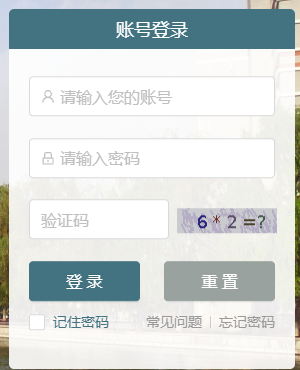 账号登录
请输入您的账号
请输入密码
验证码 6*2=?
登录 重置
记住密码 常见问题 | 忘记密码